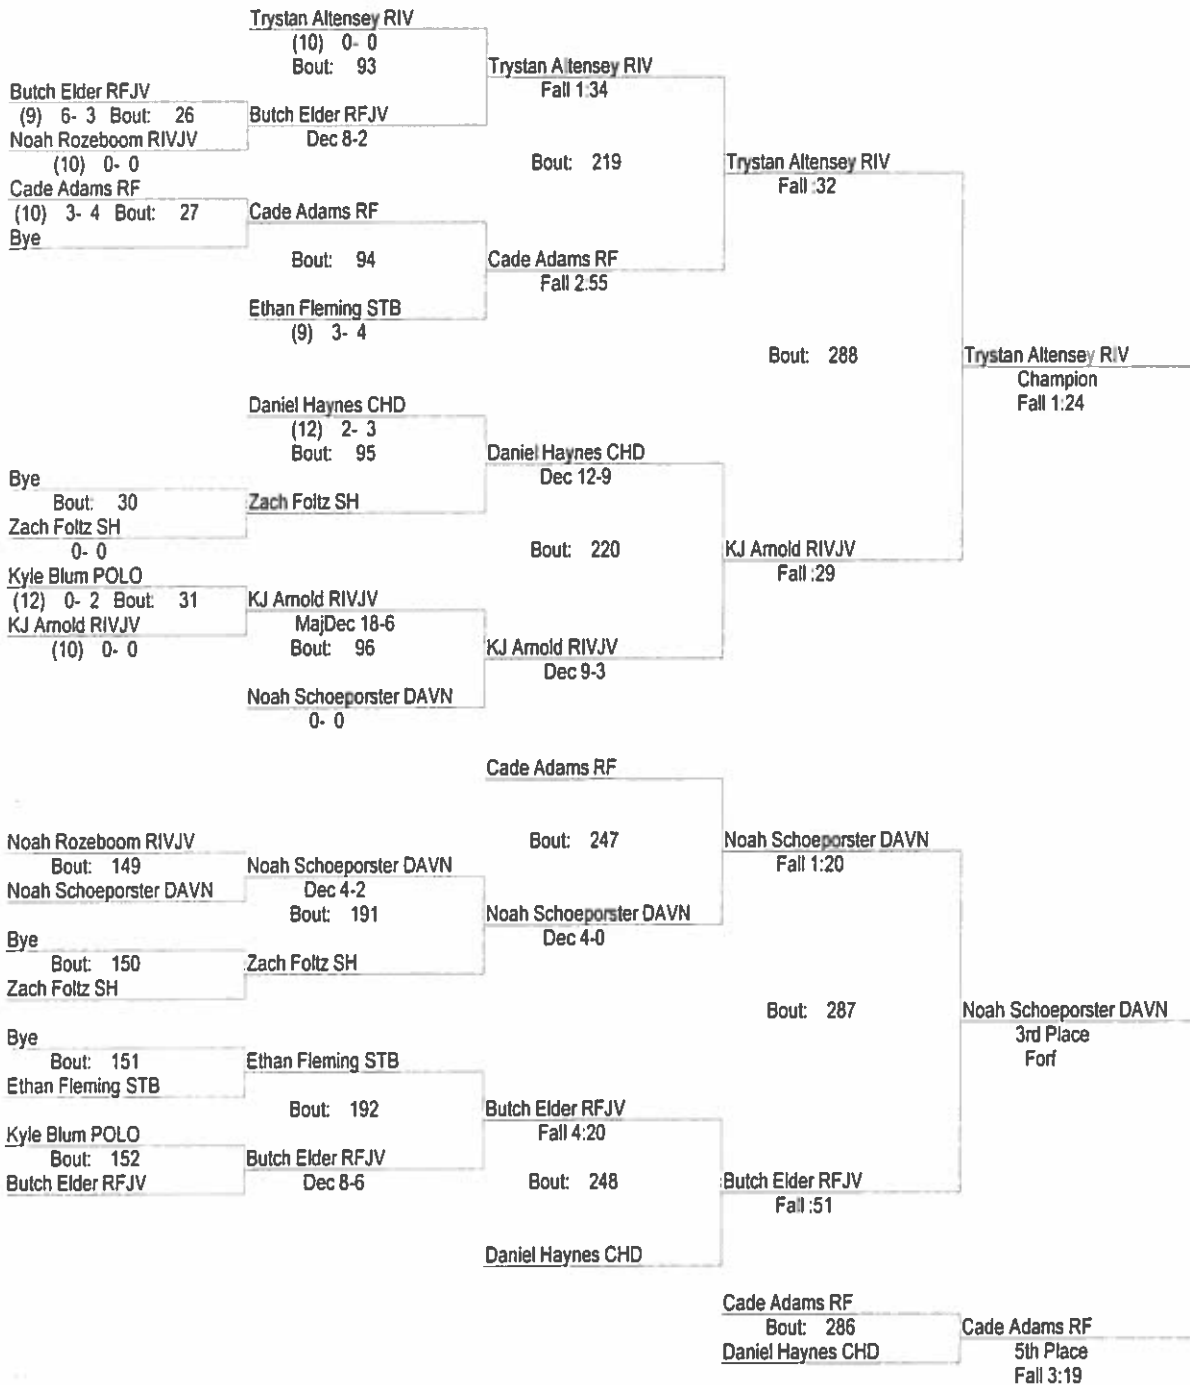 Trystan Altensey RIV
(10) 0- 0
Bout: 93
Trystan Altensey RIV
Fall 1:34
Butch Elder RFJV
(9) 6- 3 Bout: 26
Noah Rozeboom RIVJV
(10) 0- 0
Butch Elder RFJV
Dec 8-2
Bout: 219
Trystan Altensey RIV
Fall :32
Cade Adams RF
(10) 3- 4 Bout: 27
Bye
Cade Adams RF
Bout: 94
Cade Adams RF
Fall 2:55
Ethan Fleming STB
(9) 3- 4
Bout: 288
Trystan Altensey RIV
Champion
Fall 1:24
Daniel Haynes CHD
(12) 2- 3
Bout: 95
Daniel Haynes CHD
Dec 12-9
Bye
Bout: 30
Zach Foltz SH
0- 0
Zach Foltz SH
Bout: 220
KJ Arnold RIVJV
Fall :29
Kyle Blum POLO
(12) 0- 2 Bout: 31
KJ Arnold RIVJV
(10) 0- 0
KJ Arnold RIVJV
MajDec 18-6
Bout: 96
KJ Arnold RIVJV
Dec 9-3
Noah Schoeporster DAVN
0- 0
Cade Adams RF
Bout: 247
Noah Schoeporster DAVN
Fall 1:20
Noah Rozeboom RIVJV
Bout: 149
Noah Schoeporster DAVN
Noah Schoeporster DAVN
Dec 4-2
Bout: 191
Noah Schoeporster DAVN
Dec 4-0
Bye
Bout: 150
Zach Foltz SH
Zach Foltz SH
Bout: 287
Noah Schoeporster DAVN
3rd Place
Forf
Bye
Bout: 151
Ethan Fleming STB
Ethan Fleming STB
Bout: 192
Butch Elder RFJV
Fall 4:20
Kyle Blum POLO
Bout: 152
Butch Elder RFJV
Butch Elder RFJV
Dec 8-6
Bout: 248
Butch Elder RFJV
Fall :51
Daniel Haynes CHD
Cade Adams RF
Bout: 286
Daniel Haynes CHD
Cade Adams RF
5th Place
Fall 3:19